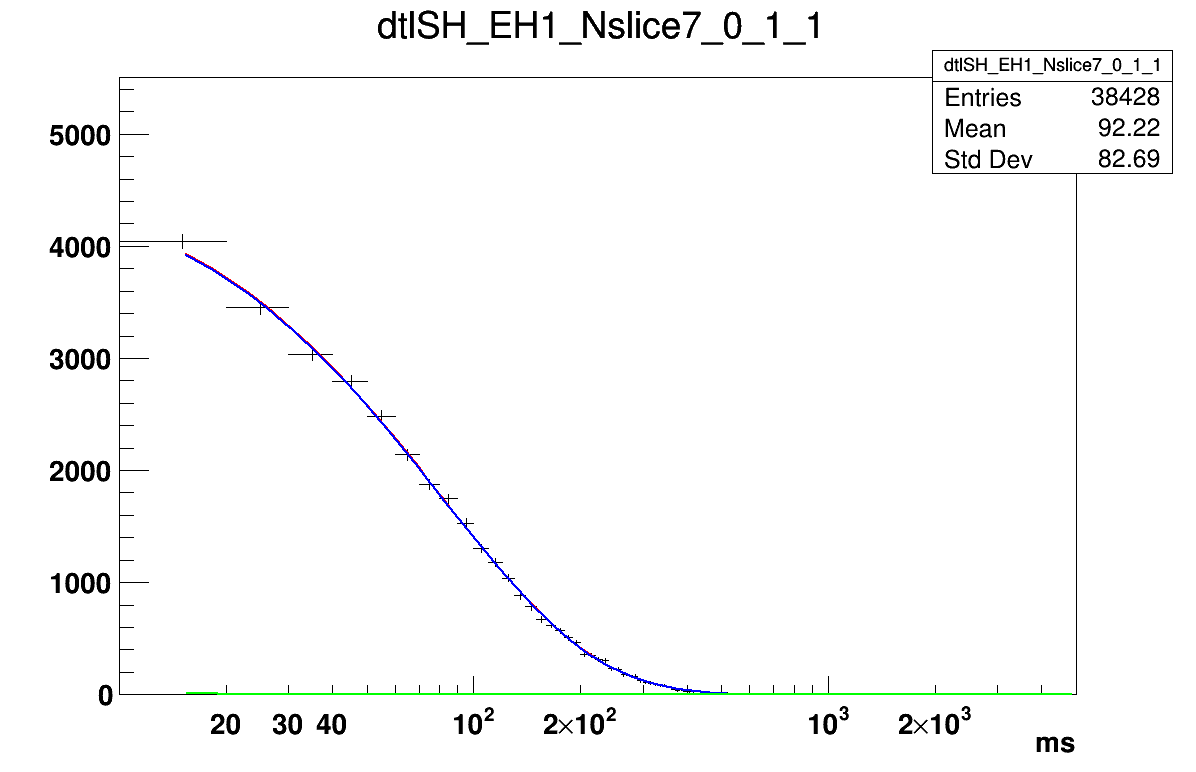 dtlSH_EH1_Nslice7_0_1_1
dtlSH_EH1_Nslice7_0_1_1
Entries 38428
Mean 92.22
Std Dev 82.69
5000
4000
3000
2000
1000
0
20 30 40 10² 2×10² 10³ 2×10³
ms